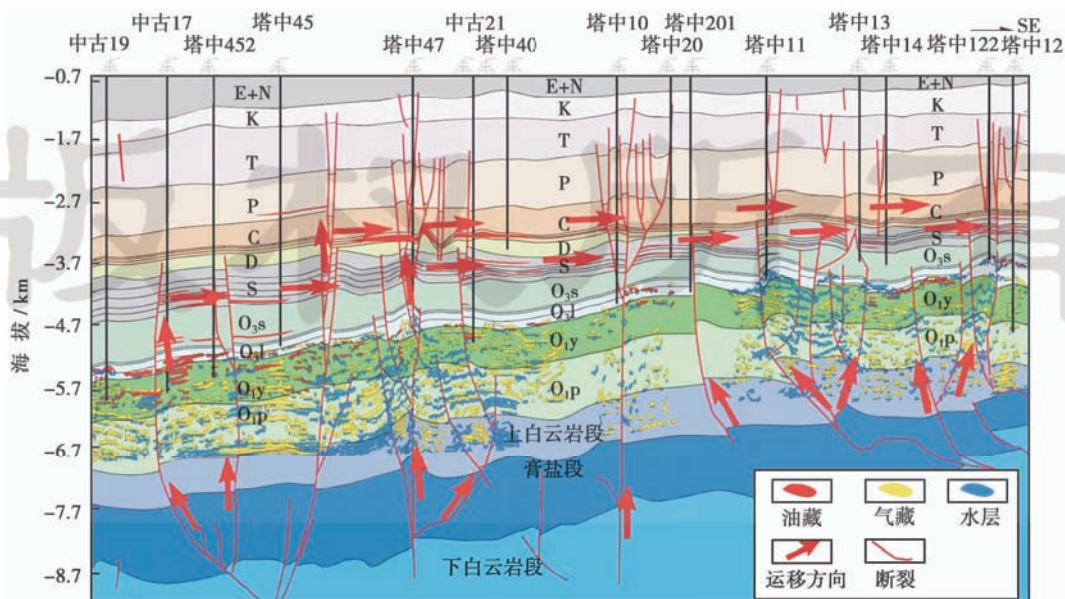 中古17 塔中45 中古21 塔中10 塔中201 塔中13 SE
中古19 塔中452 塔中47 塔中40 塔中20 塔中11 塔中14 塔中122 塔中12
海拔/km
-0.7
-1.7
-2.7
-3.7
-4.7
-5.7
-6.7
-7.7
-8.7
E+N E+N E+N
K K K
T T T
P P P
C C C
D D
S S S
O₃s O₃s O₃s
O₃l O₃l
O₁y O₁y O₁y
O₁p O₁p O₁p
上白云岩段
膏盐段
下白云岩段
油藏 气藏 水层
运移方向 断裂